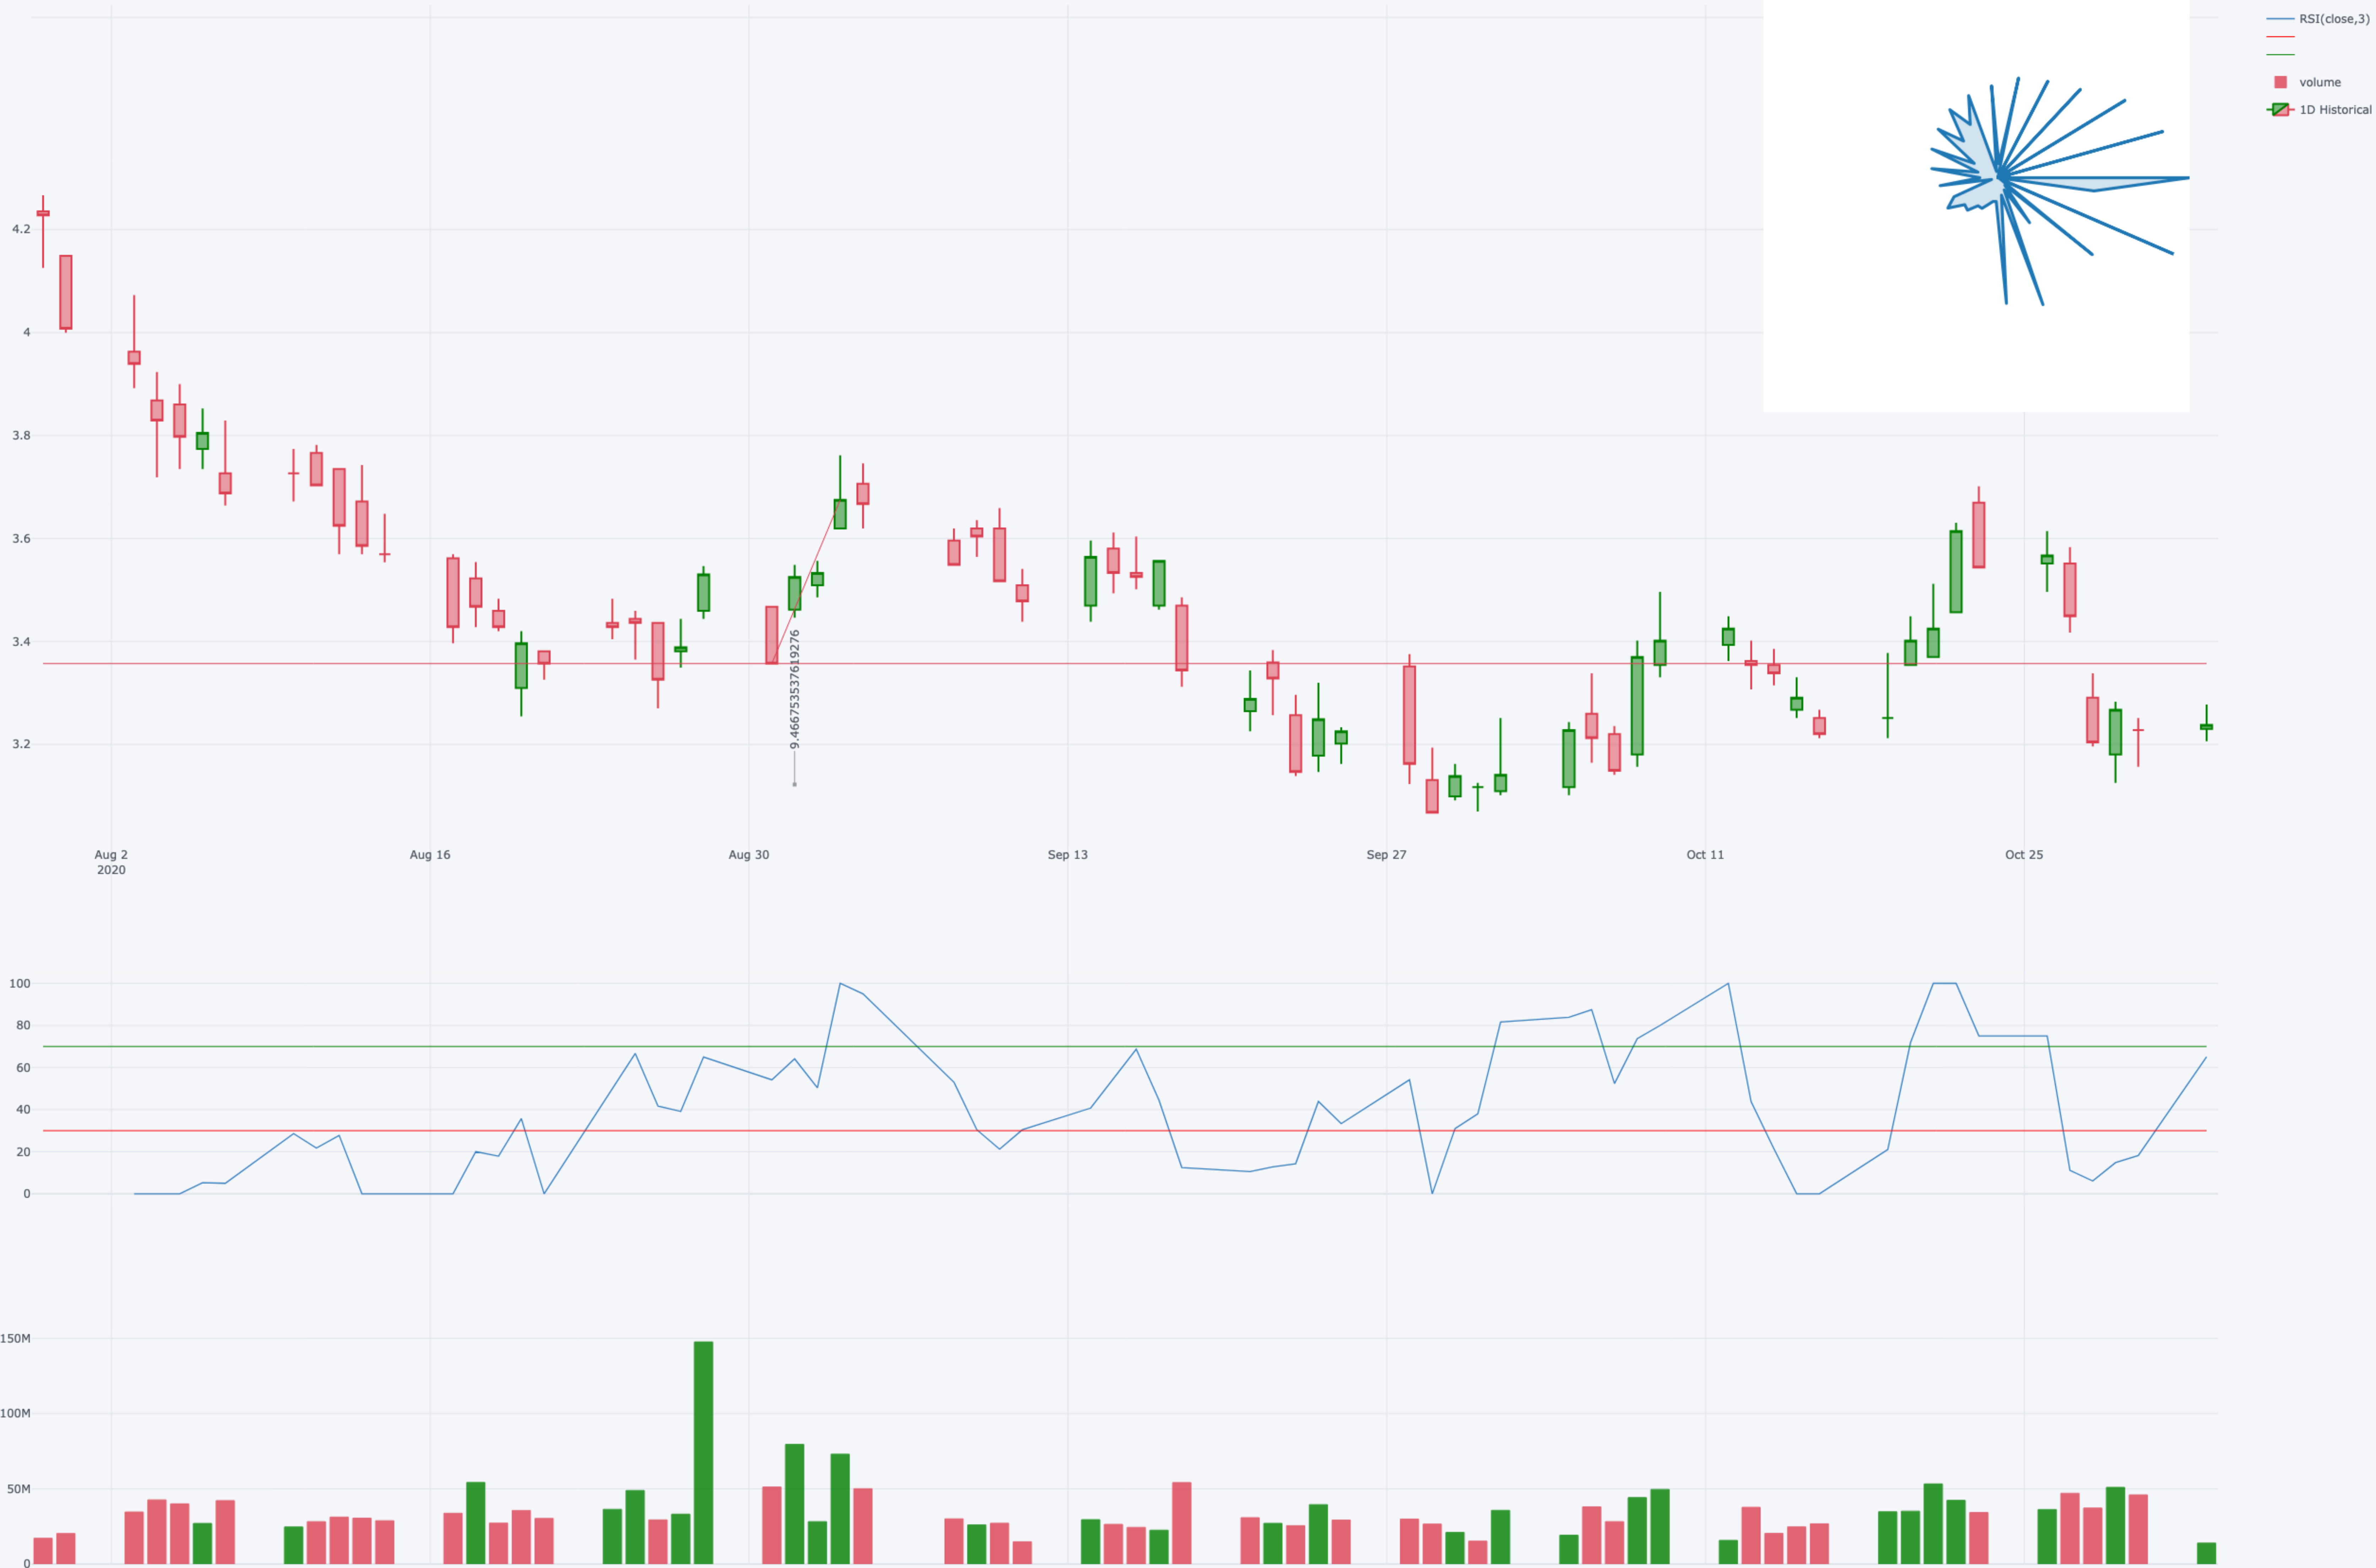 RSI(close,3)
volume
1D Historical
4.2
4
3.8
3.6
3.4
3.2
9.466753537619276
Aug 2
2020
Aug 16
Aug 30
Sep 13
Sep 27
Oct 11
Oct 25
100
80
60
40
20
0
150M
100M
50M
0